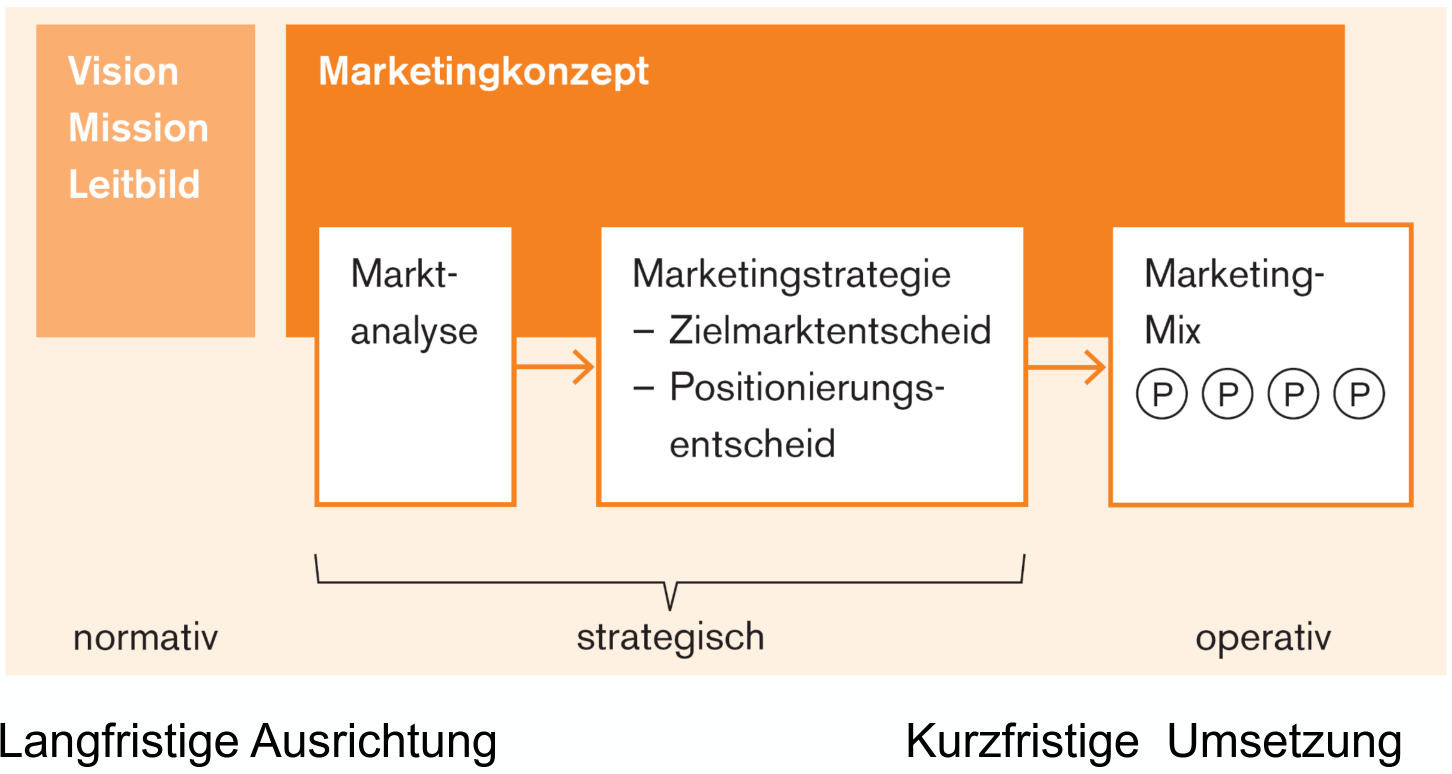 Vision
Mission
Leitbild
Marketingkonzept
Markt-
analyse
Marketingstrategie
– Zielmarktentscheid
– Positionierungs-
entscheid
Marketing-
Mix
P P P P
normativ
strategisch
operativ
Langfristige Ausrichtung
Kurzfristige Umsetzung